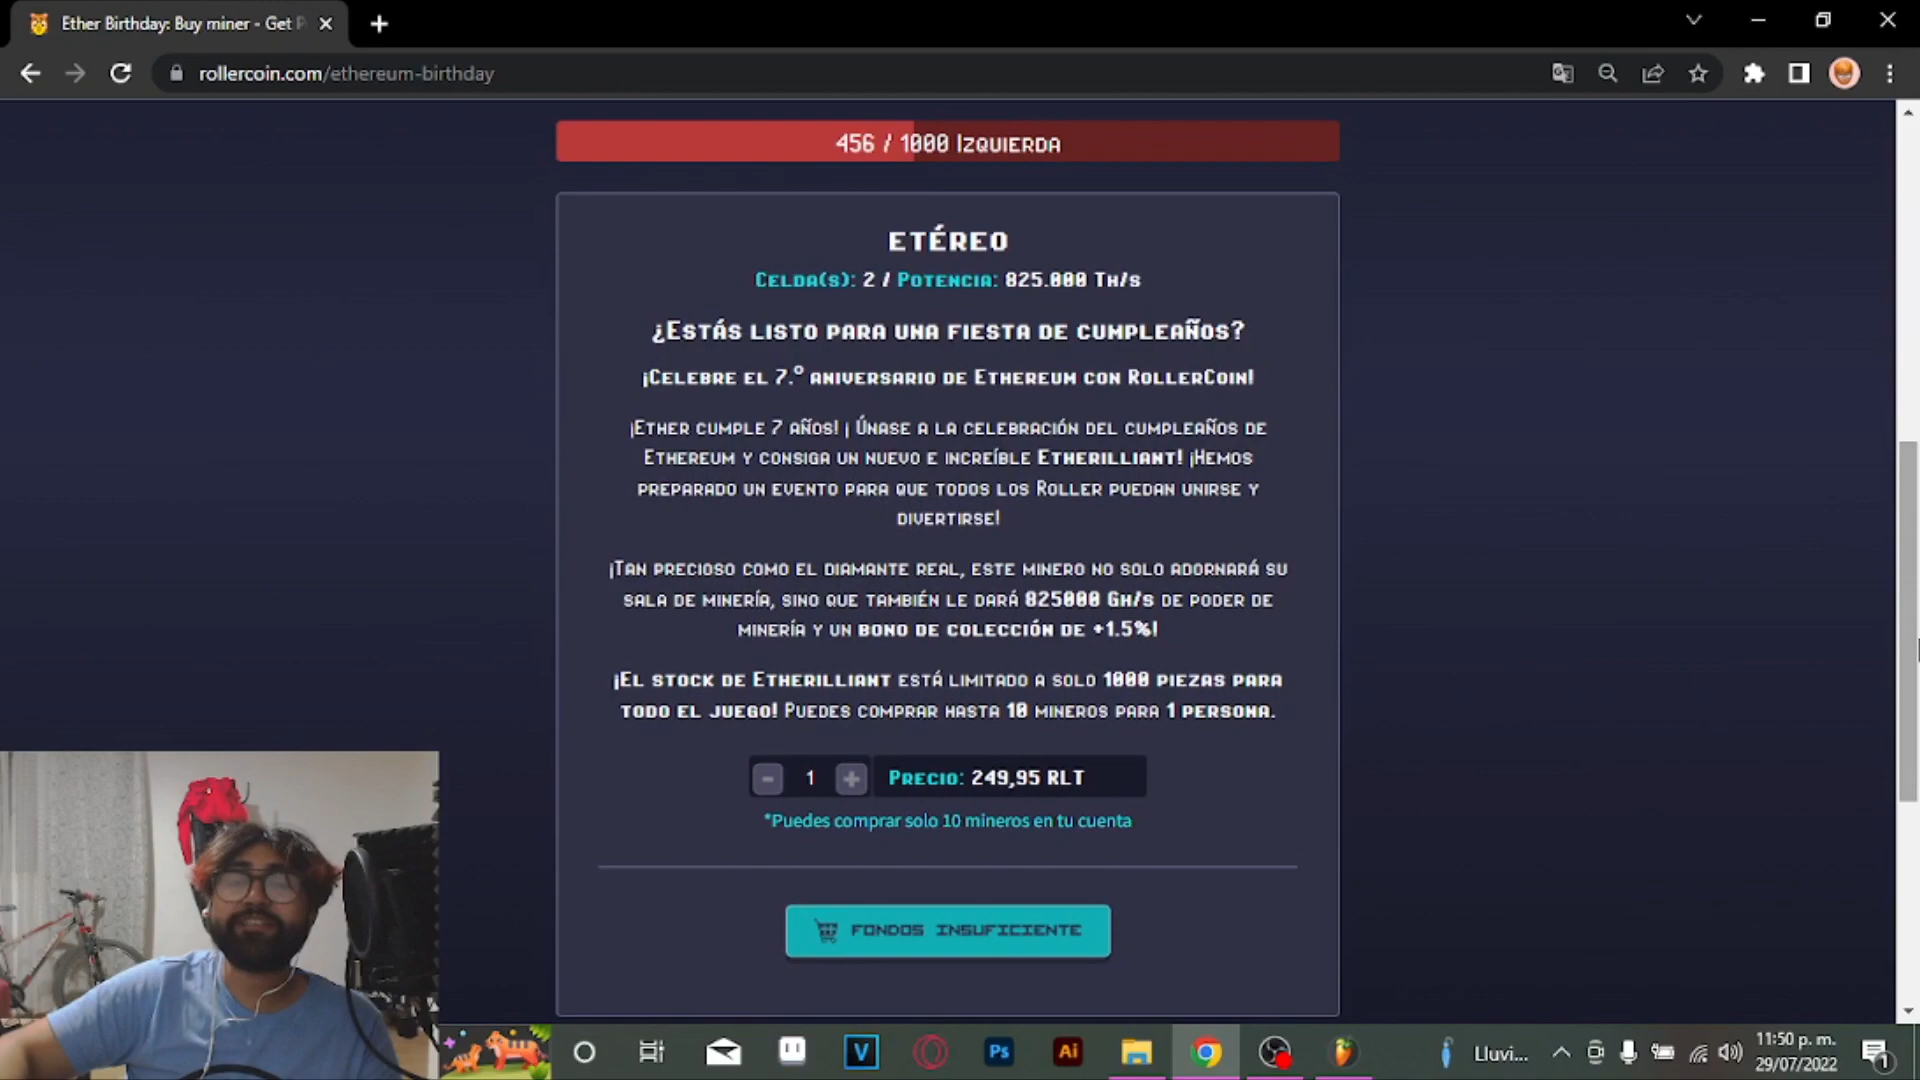 Ether Birthday: Buy miner - Get P
rollercoin.com/ethereum-birthday
456 / 1000 Izquierda
Etéreo
Celda(s): 2 / Potencia: 825.000 Th/s
¿Estás listo para una fiesta de cumpleaños?
¡Celebre el 7.º aniversario de Ethereum con RollerCoin!
¡Ether cumple 7 años! ¡ Únase a la celebración del cumpleaños de
Ethereum y consiga un nuevo e increíble Etherilliant! ¡Hemos
preparado un evento para que todos los Roller puedan unirse y
divertirse!
¡Tan precioso como el diamante real, este minero no solo adornará su
sala de minería, sino que también le dará 825000 Gh/s de poder de
minería y un bono de colección de +1.5%!
¡El stock de Etherilliant está limitado a solo 1000 piezas para
todo el juego! Puedes comprar hasta 10 mineros para 1 persona.
- 1 + Precio: 249,95 RLT
*Puedes comprar solo 10 mineros en tu cuenta
Fondos insuficiente
V
Ps
Ai
Lluvi...
11:50 p. m.
29/07/2022
1